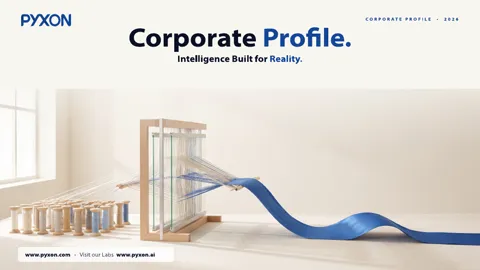 PYXON
CORPORATE PROFILE - 2026
Corporate Profile.
Intelligence Built for Reality.
www.pyxon.com - Visit our Labs www.pyxon.ai